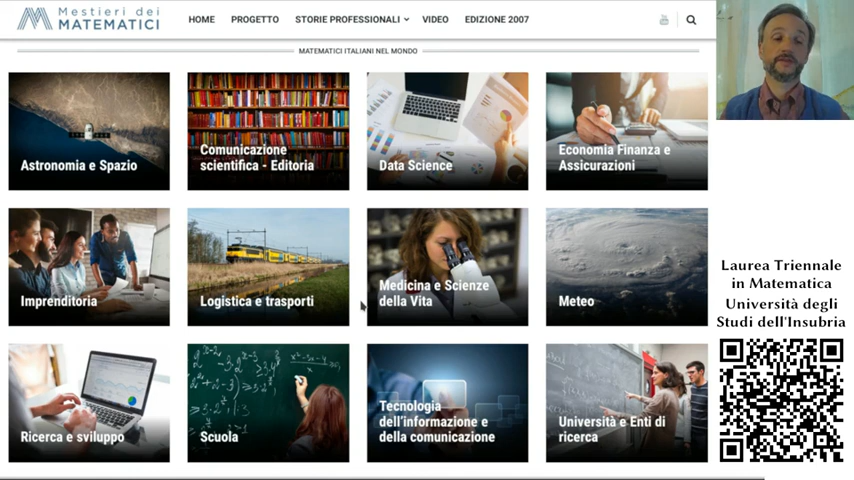 Mestieri dei
MATEMATICI
HOME PROGETTO STORIE PROFESSIONALI VIDEO EDIZIONE 2007
MATEMATICI ITALIANI NEL MONDO
Astronomia e Spazio
Comunicazione
scientifica - Editoria
Data Science
Economia Finanza e
Assicurazioni
Imprenditoria
Logistica e trasporti
Medicina e Scienze
della Vita
Meteo
Ricerca e sviluppo
Scuola
Tecnologia
dell'informazione e
della comunicazione
Università e Enti di
ricerca
Laurea Triennale
in Matematica
Università degli
Studi dell'Insubria